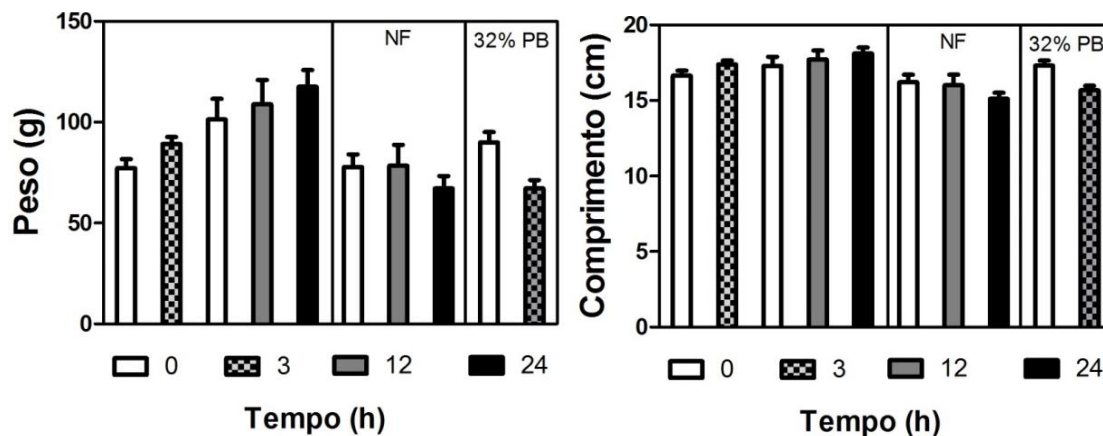 Peso (g)
150
100
50
0
NF
32% PB
0 3 12 24
Tempo (h)
Comprimento (cm)
20
15
10
5
0
NF
32% PB
0 3 12 24
Tempo (h)